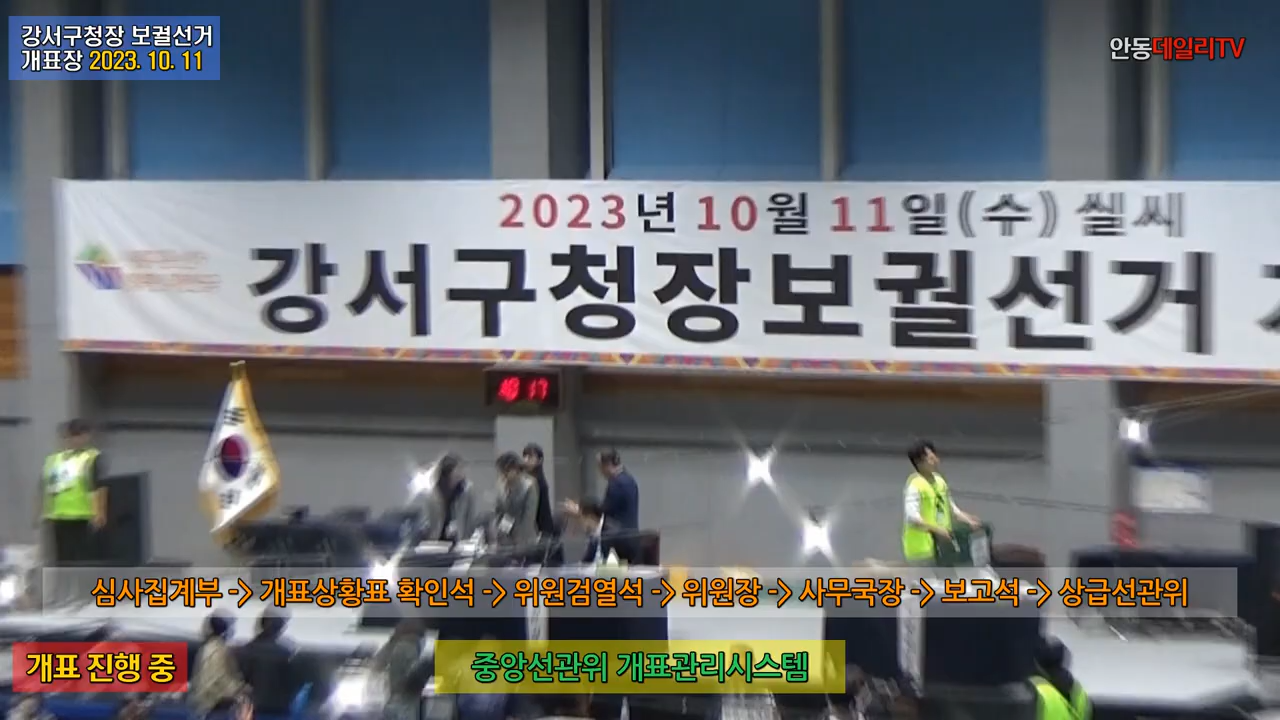 강서구청장 보궐선거
개표장 2023. 10. 11
안동데일리TV
2023년 10월 11일(수) 실시
강서구청장보궐선거
심사집계부 -> 개표상황표 확인석 -> 위원검열석 -> 위원장 -> 사무국장 -> 보고석 -> 상급선관위
개표 진행 중
중앙선관위 개표관리시스템